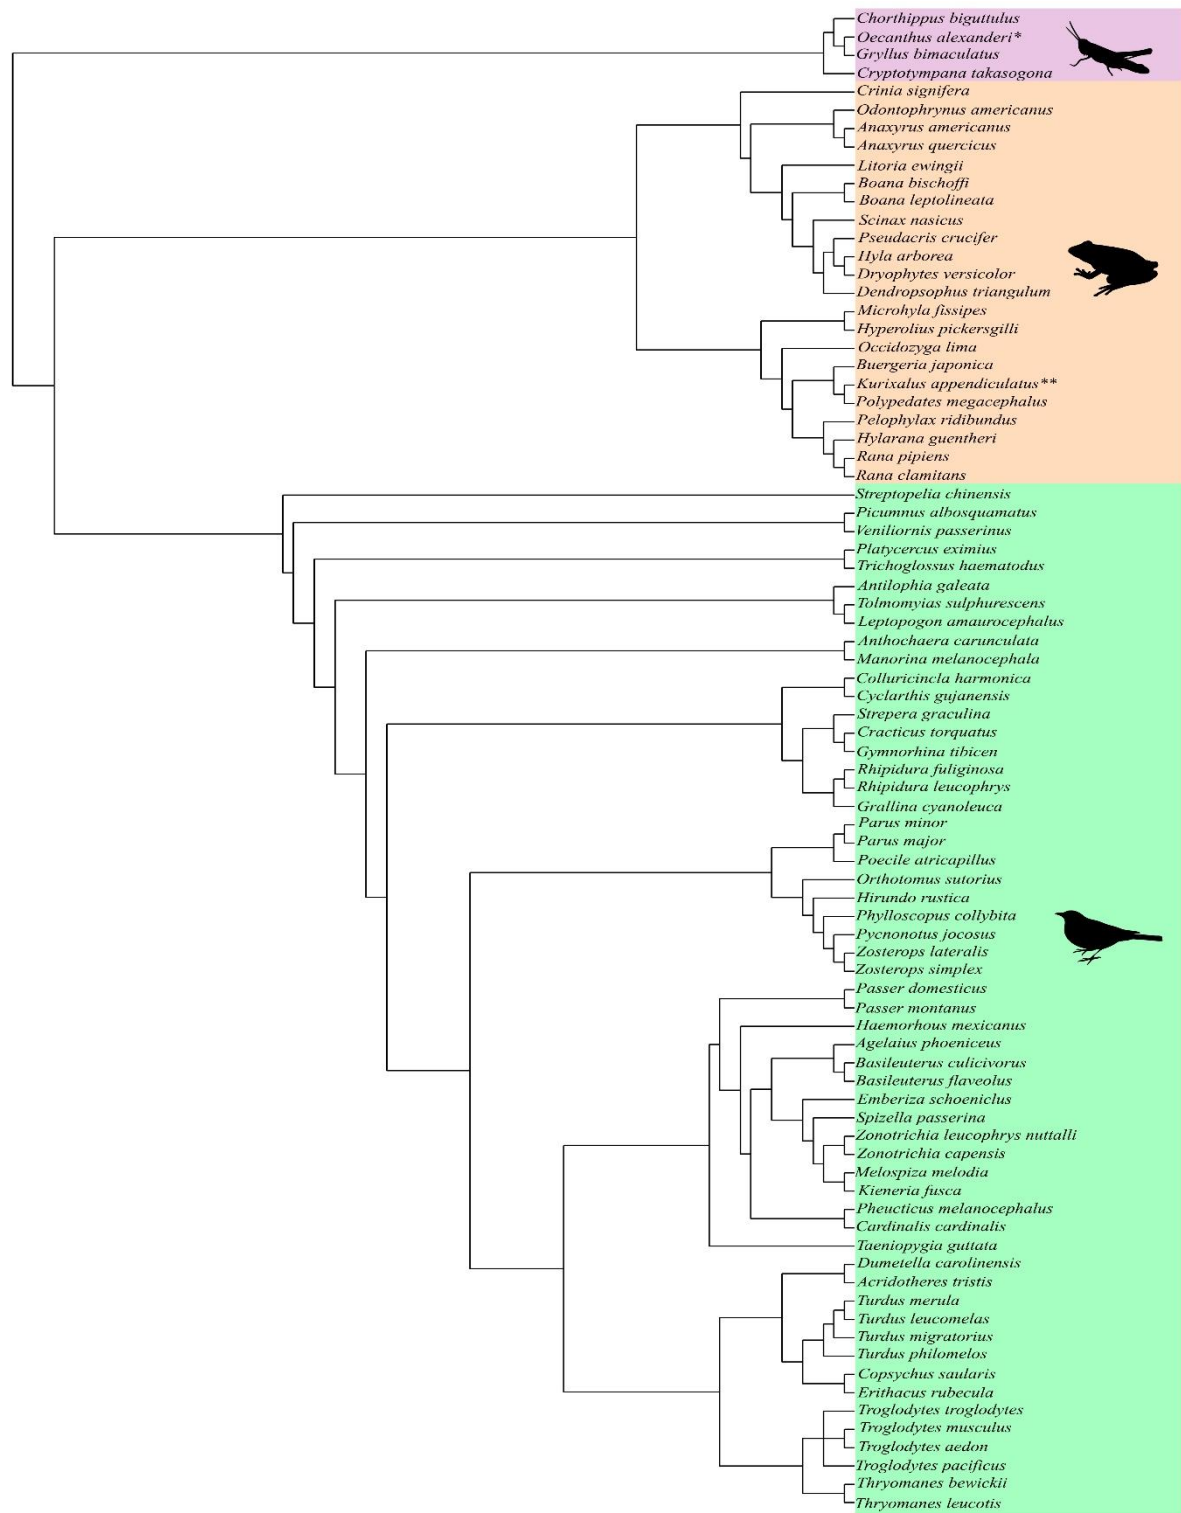 Chorthippus biguttulus
Oecanthus alexanderi*
Gryllus bimaculatus
Cryptotympana takasogona
Crinia signifera
Odontophrynus americanus
Anaxyrus americanus
Anaxyrus quercicus
Litoria ewingii
Boana bischoffi
Boana leptolineata
Scinax nasicus
Pseudacris crucifer
Hyla arborea
Dryophytes versicolor
Dendropsophus triangulum
Microhyla fissipes
Hyperolius pickersgilli
Occidozyga lima
Buergeria japonica
Kurixalus appendiculatus**
Polypedates megacephalus
Pelophylax ridibundus
Hylarana guentheri
Rana pipiens
Rana clamitans
Streptopelia chinensis
Picumnus albosquamatus
Veniliornis passerinus
Platycercus eximius
Trichoglossus haematodus
Antilophia galeata
Tolmomyias sulphurescens
Leptopogon amaurocephalus
Anthochaera carunculata
Manorina melanocephala
Colluricincla harmonica
Cyclarthis gujanensis
Strepera graculina
Cracticus torquatus
Gymnorhina tibicen
Rhipidura fuliginosa
Rhipidura leucophrys
Grallina cyanoleuca
Parus minor
Parus major
Poecile atricapillus
Orthotomus sutorius
Hirundo rustica
Phylloscopus collybita
Pycnonotus jocosus
Zosterops lateralis
Zosterops simplex
Passer domesticus
Passer montanus
Haemorhous mexicanus
Agelaius phoeniceus
Basileuterus culicivorus
Basileuterus flaveolus
Emberiza schoeniclus
Spizella passerina
Zonotrichia leucophrys nuttalli
Zonotrichia capensis
Melospiza melodia
Kieneria fusca
Pheucticus melanocephalus
Cardinalis cardinalis
Taeniopygia guttata
Dumetella carolinensis
Acridotheres tristis
Turdus merula
Turdus leucomelas
Turdus migratorius
Turdus philomelos
Copsychus saularis
Erithacus rubecula
Troglodytes troglodytes
Troglodytes musculus
Troglodytes aedon
Troglodytes pacificus
Thryomanes bewickii
Thryomanes leucotis